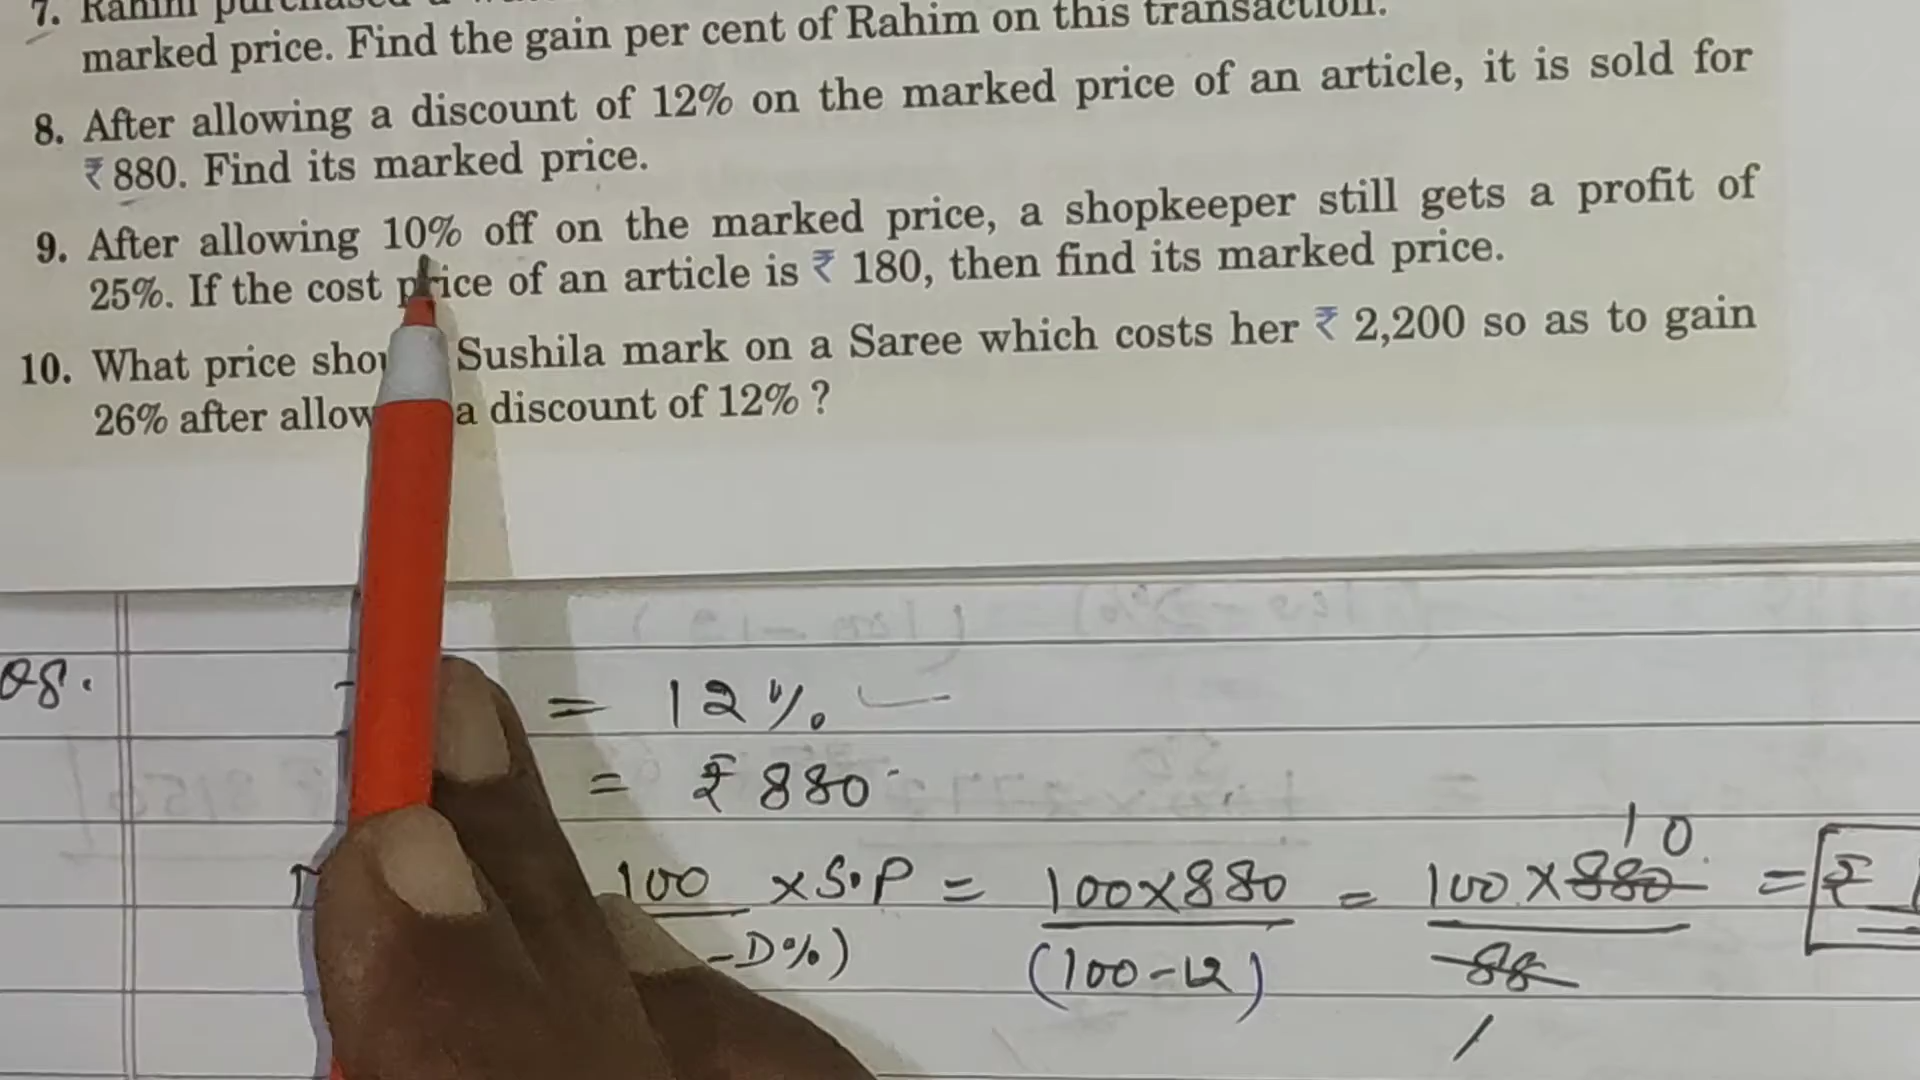 7. Rahim purchased a
marked price. Find the gain per cent of Rahim on this transaction.
8. After allowing a discount of 12% on the marked price of an article, it is sold for
₹ 880. Find its marked price.
9. After allowing 10% off on the marked price, a shopkeeper still gets a profit of
25%. If the cost price of an article is ₹ 180, then find its marked price.
10. What price Sushila mark on a Saree which costs her ₹ 2,200 so as to gain
26% after a discount of 12% ?
Q8.
= 12%
= ₹ 880
10
100 × S.P = 100×880 = 100 × 880 = ₹
-D%) (100-12) 88
1